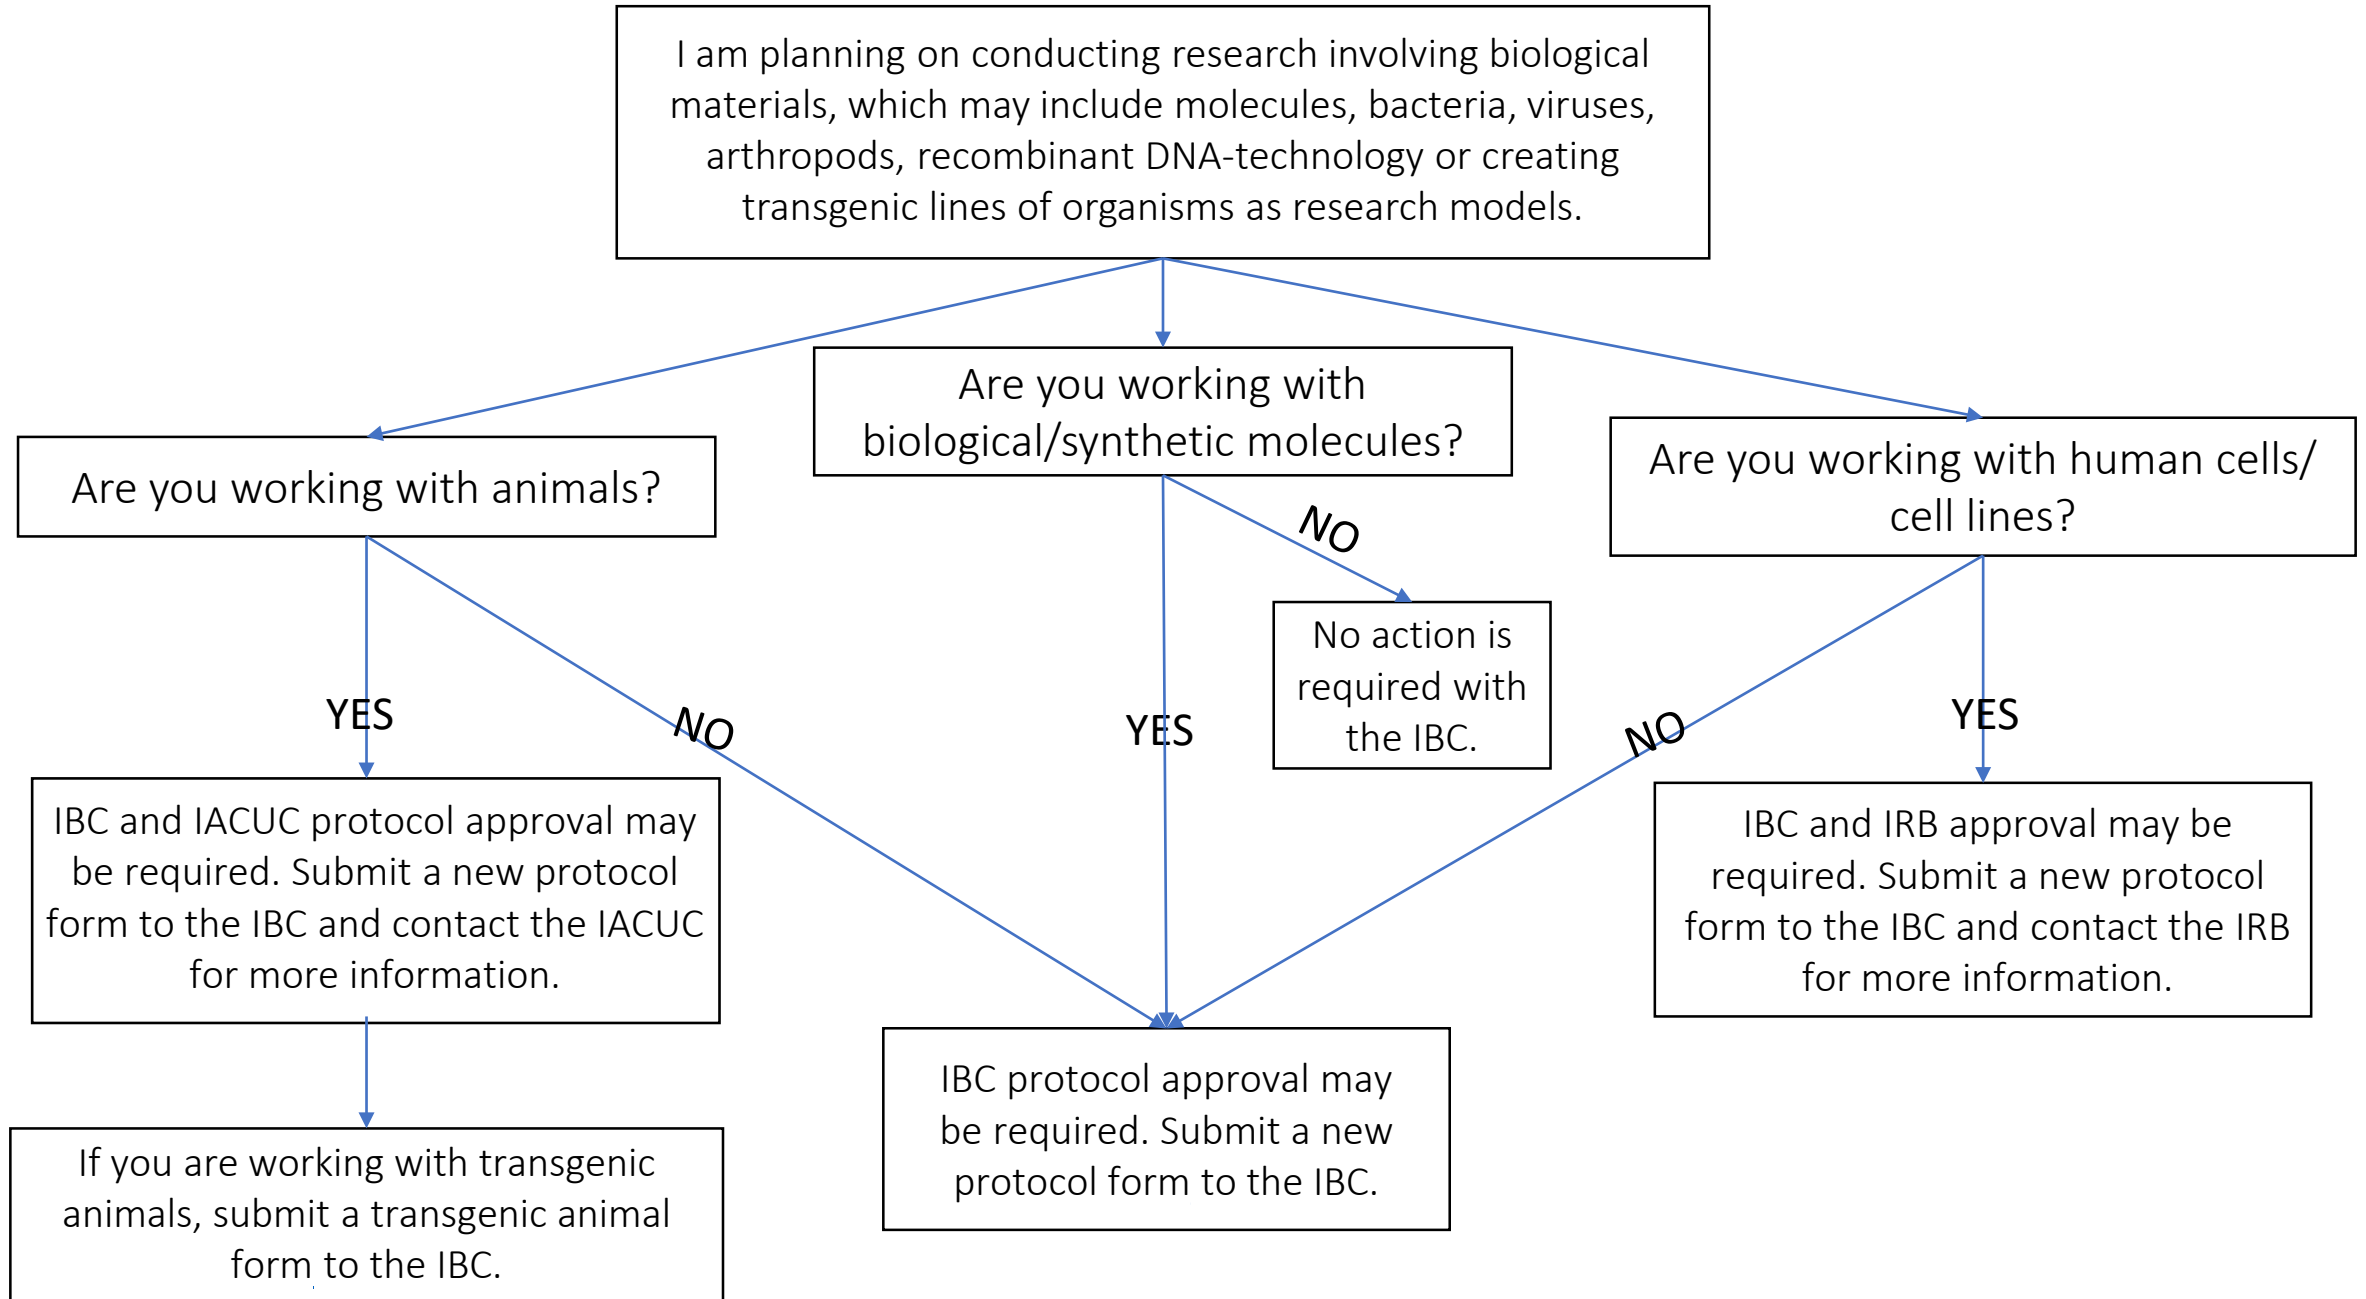 I am planning on conducting research involving biological
materials, which may include molecules, bacteria, viruses,
arthropods, recombinant DNA-technology or creating
transgenic lines of organisms as research models.
Are you working with animals?
Are you working with
biological/synthetic molecules?
Are you working with human cells/
cell lines?
NO
No action is
required with
the IBC.
YES
NO
YES
NO
YES
IBC and IACUC protocol approval may
be required. Submit a new protocol
form to the IBC and contact the IACUC
for more information.
IBC and IRB approval may be
required. Submit a new protocol
form to the IBC and contact the IRB
for more information.
IBC protocol approval may
be required. Submit a new
protocol form to the IBC.
If you are working with transgenic
animals, submit a transgenic animal
form to the IBC.